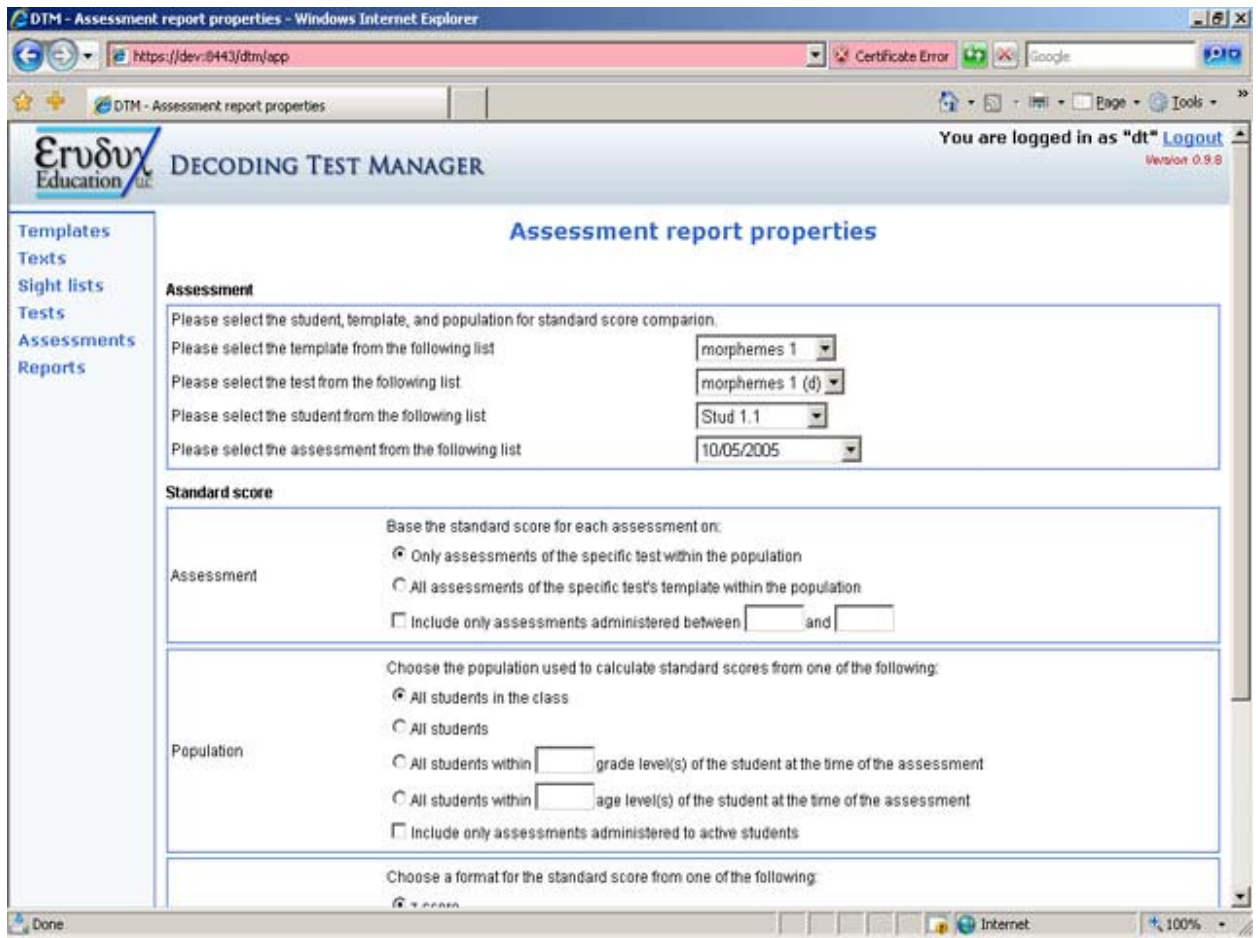 DTM - Assessment report properties - Windows Internet Explorer
https://dev:8443/dtm/app
Certificate Error
Google
DTM - Assessment report properties
Page
Tools
You are logged in as "dt" Logout
Version 0.9.8
Eρυδυχ
Education LLC
DECODING TEST MANAGER
Templates
Texts
Sight lists
Tests
Assessments
Reports
Assessment report properties
Assessment
Please select the student, template, and population for standard score comparion.
Please select the template from the following list morphemes 1
Please select the test from the following list morphemes 1 (d)
Please select the student from the following list Stud 1.1
Please select the assessment from the following list 10/05/2005
Standard score
Base the standard score for each assessment on:
Only assessments of the specific test within the population
Assessment
All assessments of the specific test's template within the population
Include only assessments administered between and
Choose the population used to calculate standard scores from one of the following:
All students in the class
All students
Population
All students within grade level(s) of the student at the time of the assessment
All students within age level(s) of the student at the time of the assessment
Include only assessments administered to active students
Choose a format for the standard score from one of the following:
z-score
Done
Internet
100%